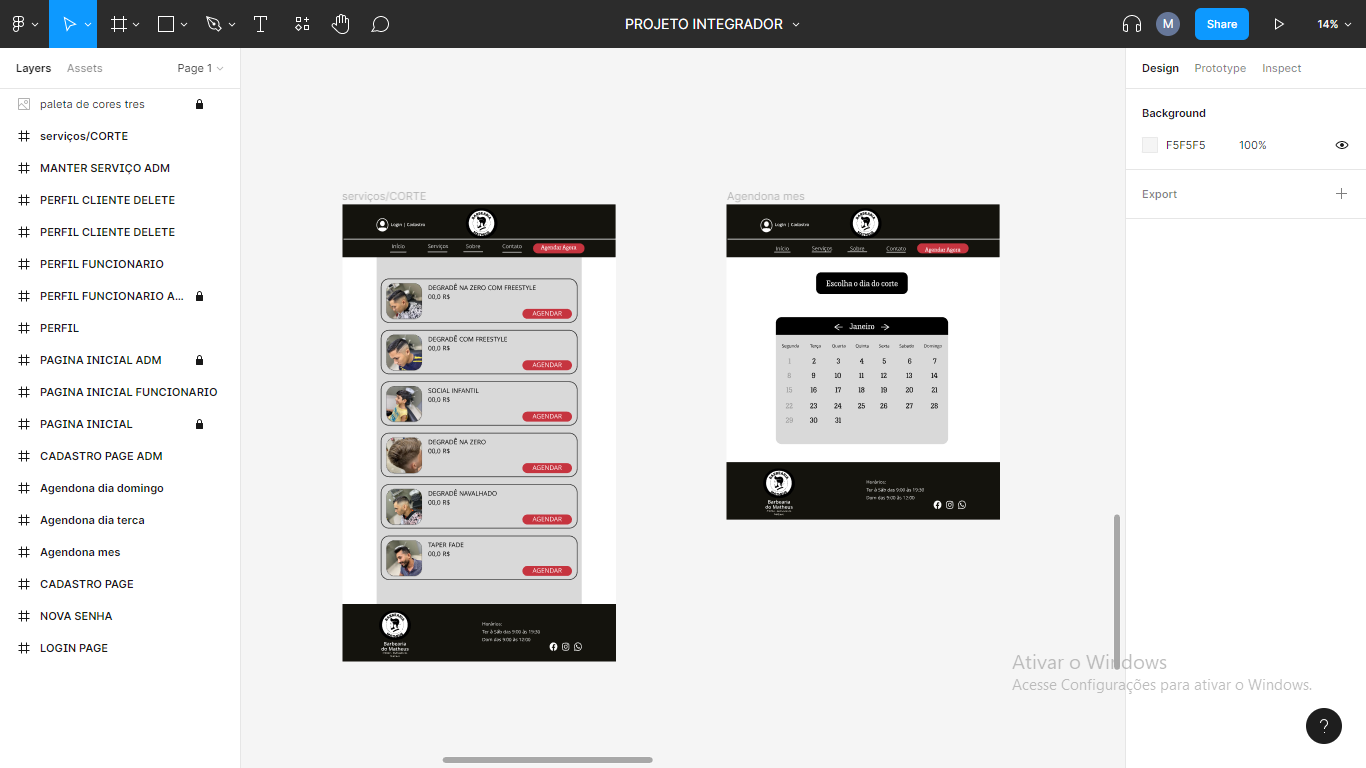 PROJETO INTEGRADOR
M
Share
14%
Layers
Assets
Page 1
Design
Prototype
Inspect
paleta de cores tres
serviços/CORTE
MANTER SERVIÇO ADM
PERFIL CLIENTE DELETE
PERFIL CLIENTE DELETE
PERFIL FUNCIONARIO
PERFIL FUNCIONARIO A...
PERFIL
PAGINA INICIAL ADM
PAGINA INICIAL FUNCIONARIO
PAGINA INICIAL
CADASTRO PAGE ADM
Agendona dia domingo
Agendona dia terca
Agendona mes
CADASTRO PAGE
NOVA SENHA
LOGIN PAGE
serviços/CORTE
BARBEARIA
Login | Cadastro
Início
Serviços
Sobre
Contato
Agendar Agora
DEGRADÊ NA ZERO COM FREESTYLE
00,0 R$
AGENDAR
DEGRADÊ COM FREESTYLE
00,0 R$
AGENDAR
SOCIAL INFANTIL
00,0 R$
AGENDAR
DEGRADÊ NA ZERO
00,0 R$
AGENDAR
DEGRADÊ NAVALHADO
00,0 R$
AGENDAR
TAPER FADE
00,0 R$
AGENDAR
BARBEARIA
Barbearia
do Matheus
Horários:
Ter à Sáb das 9:00 às 19:30
Dom das 9:00 às 12:00
Agendona mes
BARBEARIA
Login | Cadastro
Início
Serviços
Sobre
Contato
Agendar Agora
Escolha o dia do corte
Janeiro
Segunda Terça Quarta Quinta Sexta Sabado Domingo
1 2 3 4 5 6 7
8 9 10 11 12 13 14
15 16 17 18 19 20 21
22 23 24 25 26 27 28
29 30 31
BARBEARIA
Barbearia
do Matheus
Horários:
Ter à Sáb das 9:00 às 19:30
Dom das 9:00 às 12:00
Background
F5F5F5
100%
Export
Ativar o Windows
Acesse Configurações para ativar o Windows.
?